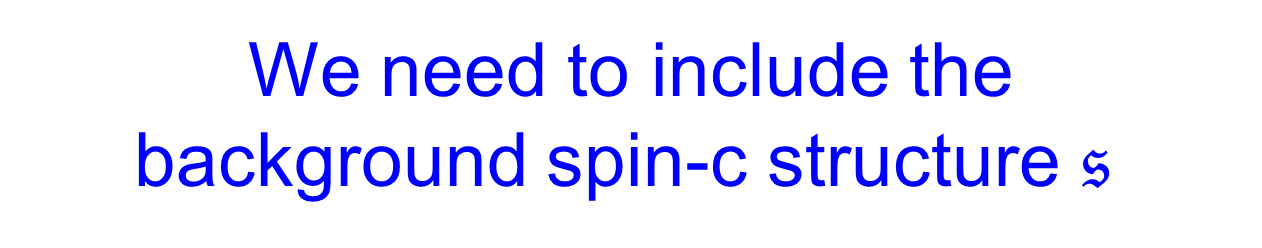 We need to include the
background spin-c structure 𝔰